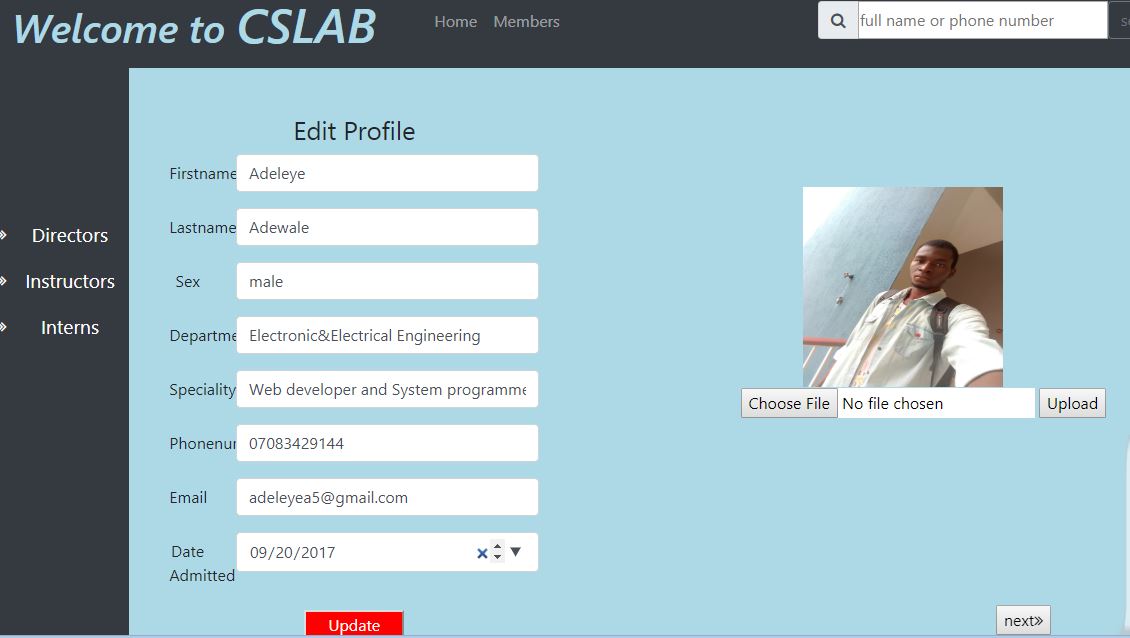 Welcome to CSLAB
Home Members
full name or phone number
Edit Profile
Firstname Adeleye
Lastname Adewale
Directors
Sex male
Instructors
Interns
Departme Electronic&Electrical Engineering
Speciality Web developer and System programme
Choose File No file chosen Upload
Phonenu 07083429144
Email adeleyea5@gmail.com
Date
Admitted
09/20/2017
Update
next»